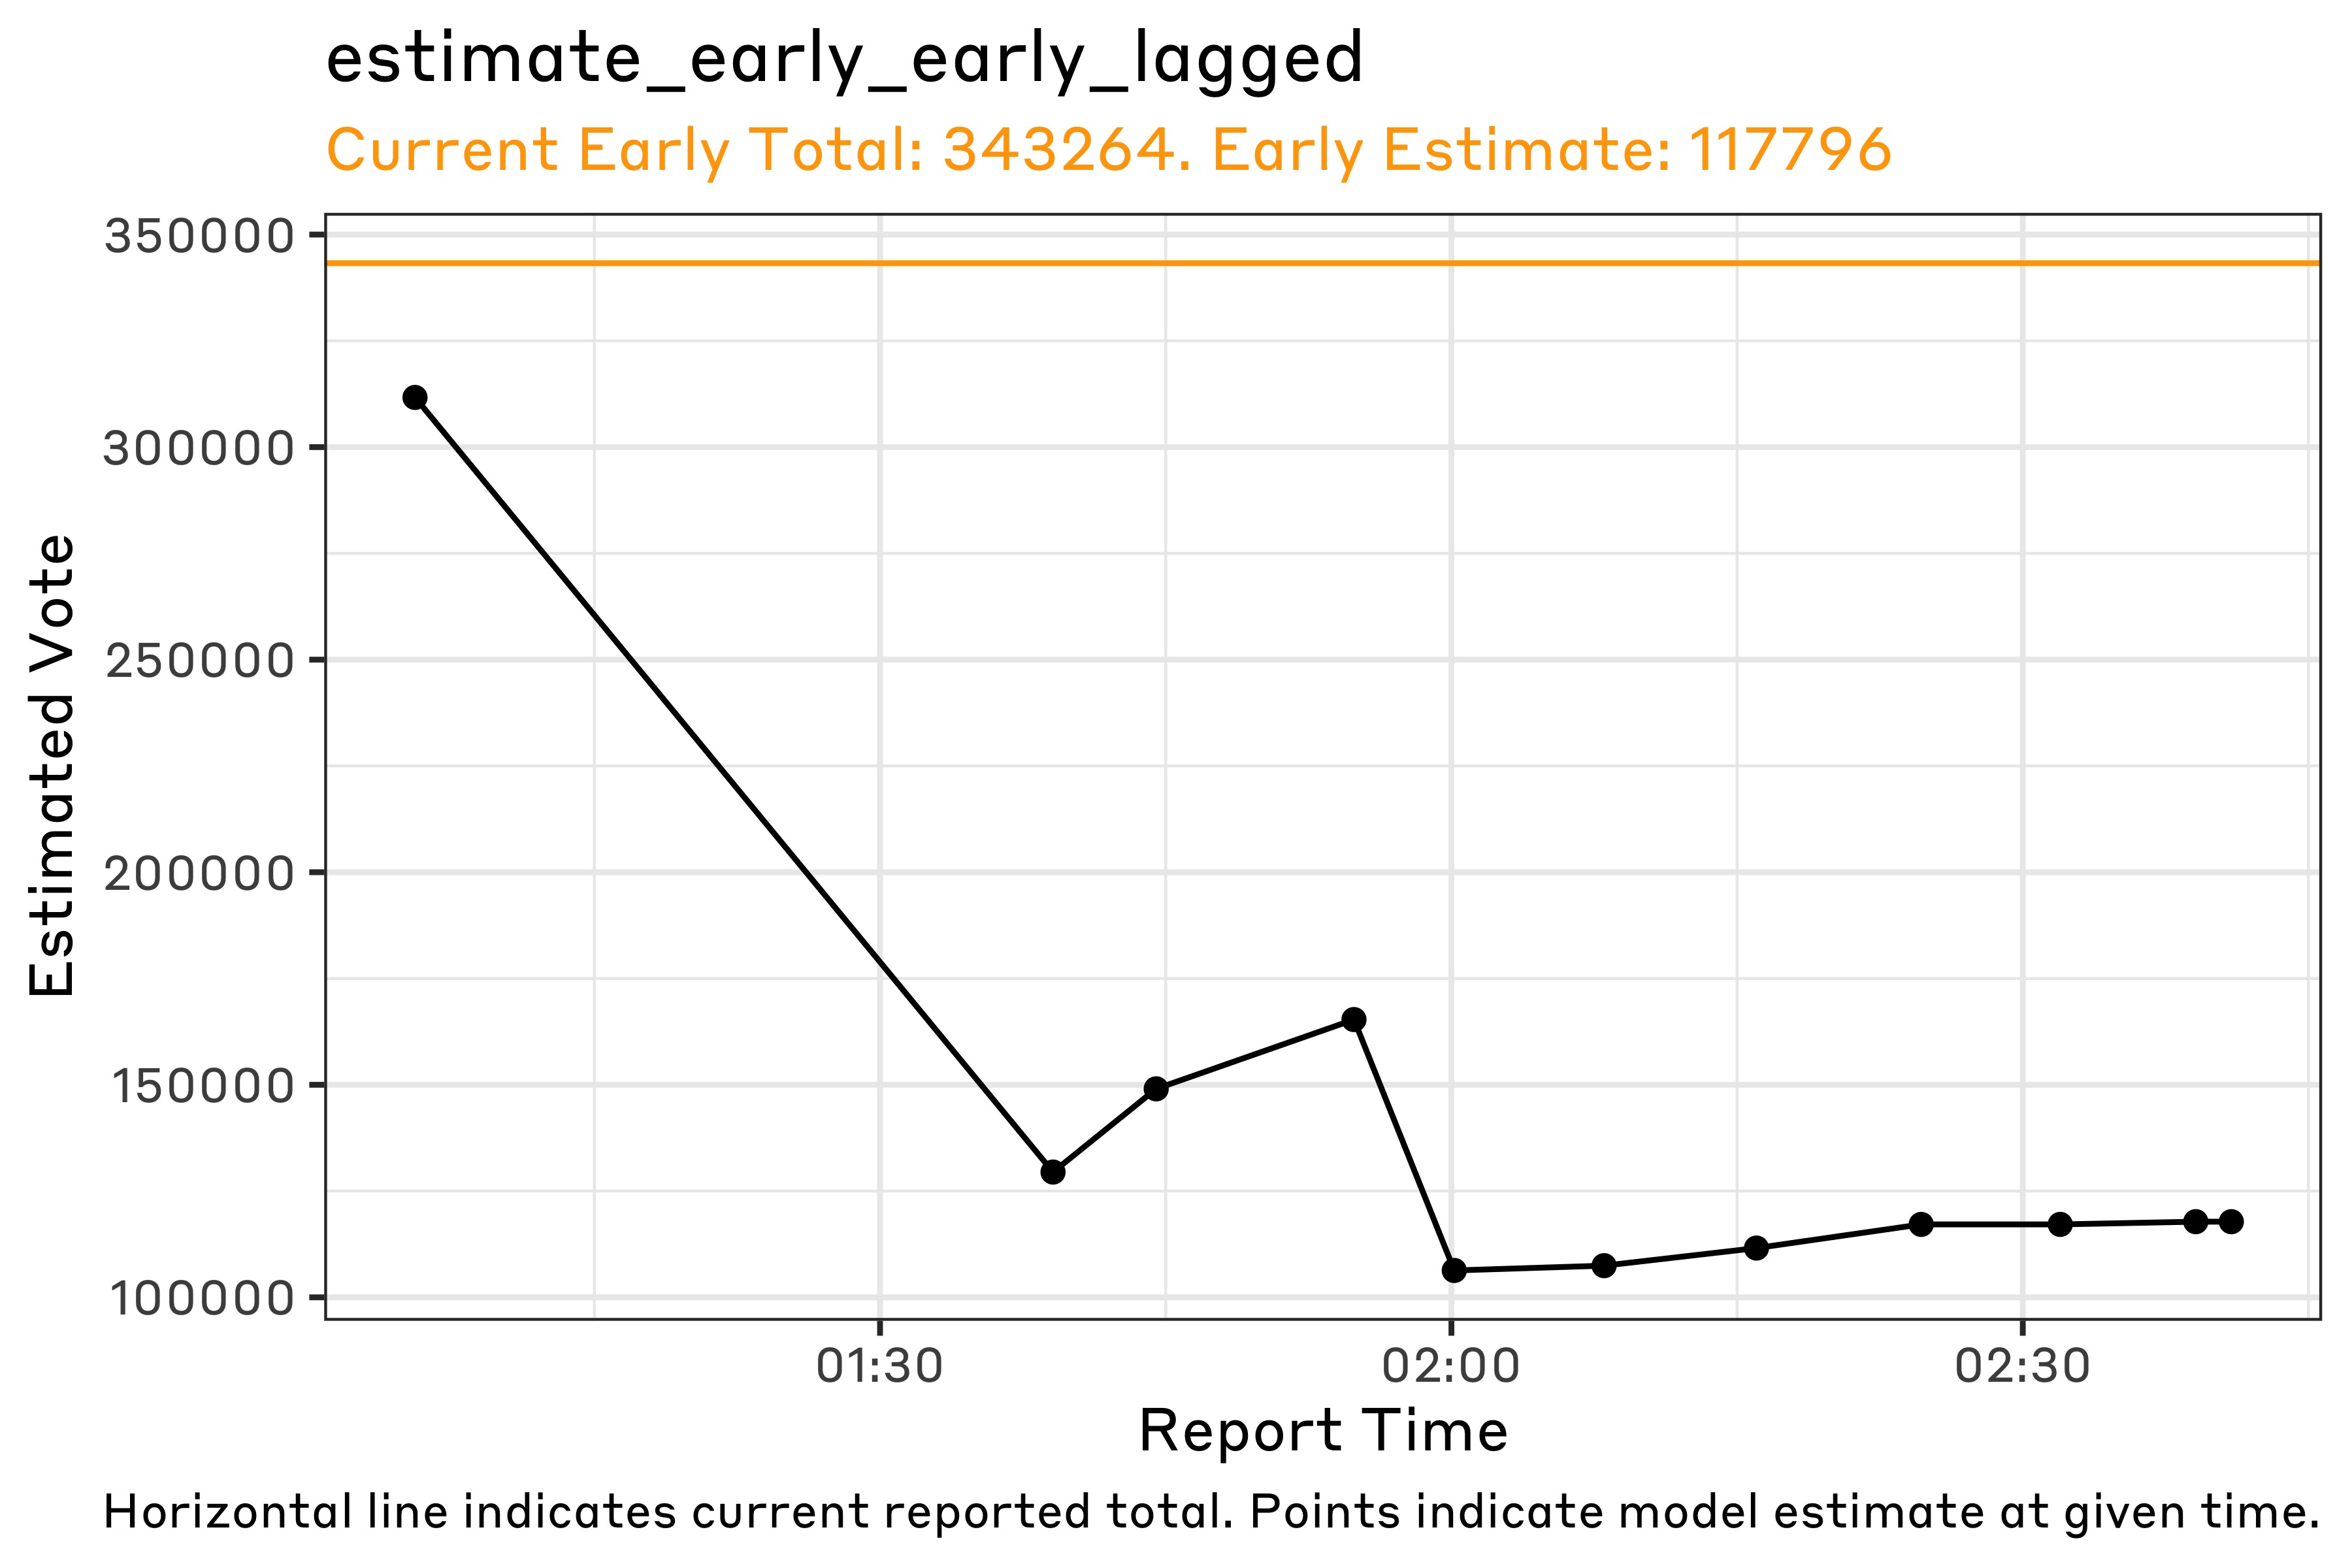 estimate_early_early_lagged
Current Early Total: 343264. Early Estimate: 117796
350000
300000
250000
200000
150000
100000
Estimated Vote
01:30 02:00 02:30
Report Time
Horizontal line indicates current reported total. Points indicate model estimate at given time.